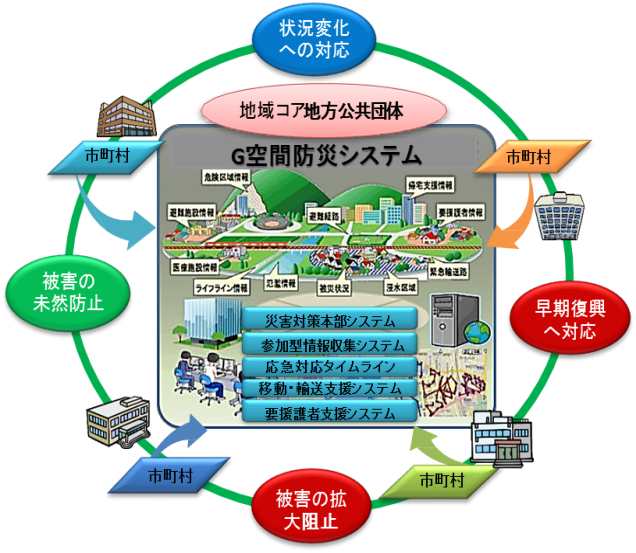 状況変化
への対応
地域コア地方公共団体
市町村
G空間防災システム
市町村
危険区域情報
帰宅支援情報
避難施設情報
避難経路
要援護者情報
医療施設情報
氾濫情報
緊急輸送路
ライフライン情報
被災状況
浸水区域
被害の
未然防止
早期復興
へ対応
災害対策本部システム
参加型情報収集システム
応急対応タイムライン
移動・輸送支援システム
要援護者支援システム
市町村
市町村
被害の拡
大阻止